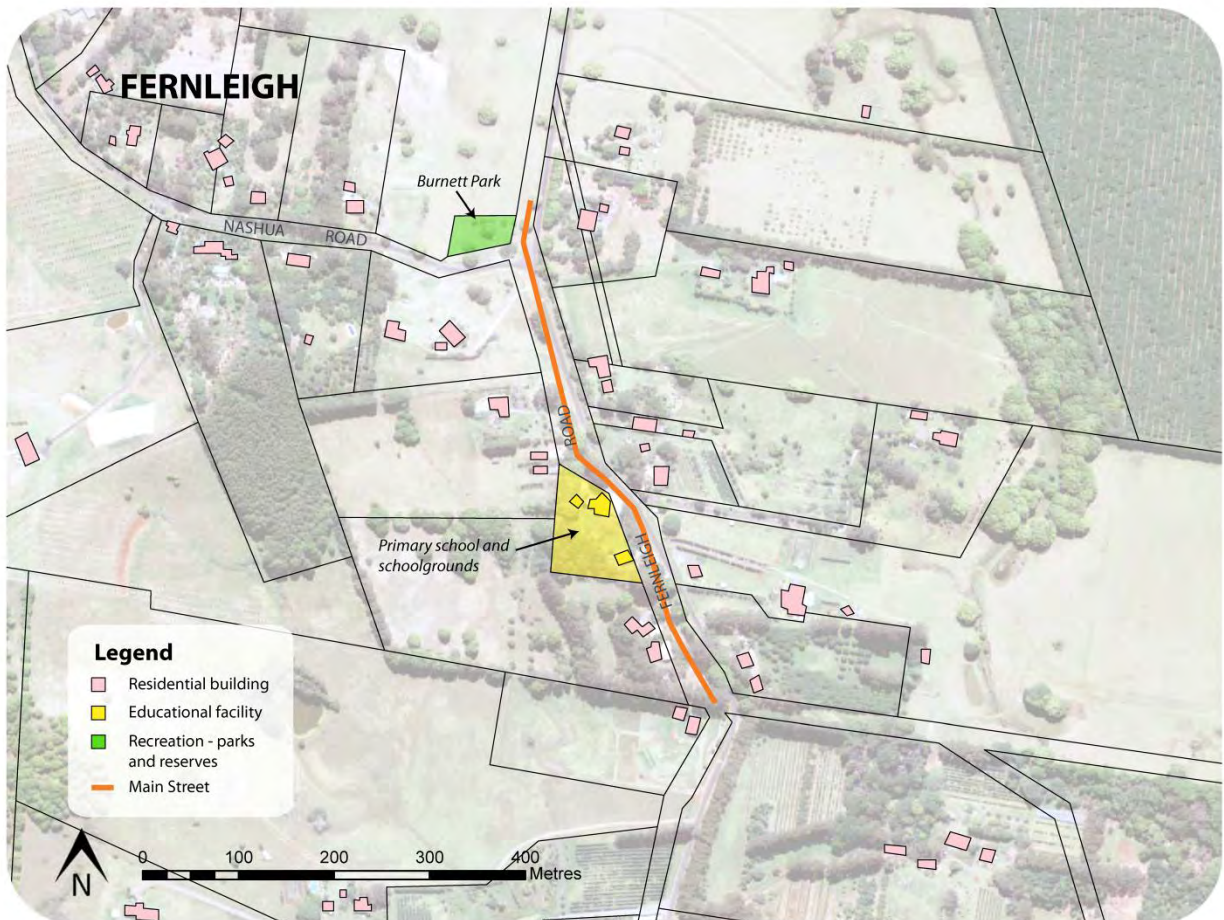 FERNLEIGH
Burnett Park
NASHUA ROAD
ROAD
Primary school and
schoolgrounds
FERNLEIGH
Legend
Residential building
Educational facility
Recreation - parks
and reserves
Main Street
0 100 200 300 400
Metres
N